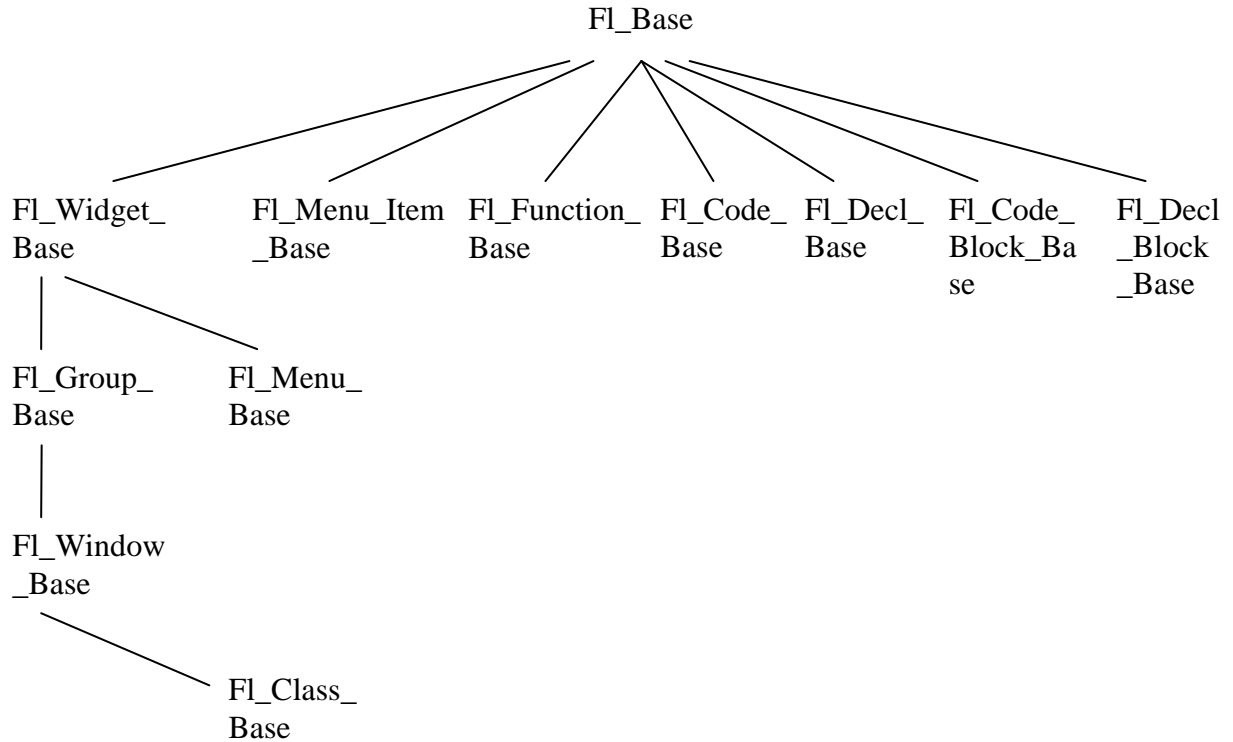 Fl_Base
Fl_Widget_
Base
Fl_Menu_Item
_Base
Fl_Function_
Base
Fl_Code_
Base
Fl_Decl_
Base
Fl_Code_
Block_Ba
se
Fl_Decl
_Block
_Base
Fl_Group_
Base
Fl_Menu_
Base
Fl_Window
_Base
Fl_Class_
Base